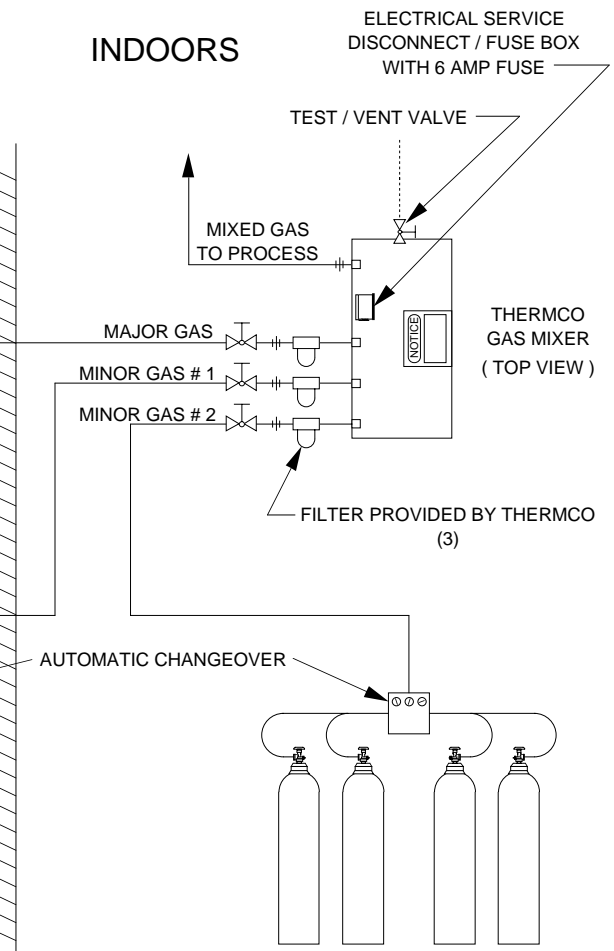 INDOORS
ELECTRICAL SERVICE
DISCONNECT / FUSE BOX
WITH 6 AMP FUSE
TEST / VENT VALVE
MIXED GAS
TO PROCESS
MAJOR GAS
MINOR GAS # 1
MINOR GAS # 2
NOTICE
THERMCO
GAS MIXER
( TOP VIEW )
FILTER PROVIDED BY THERMCO
(3)
AUTOMATIC CHANGEOVER